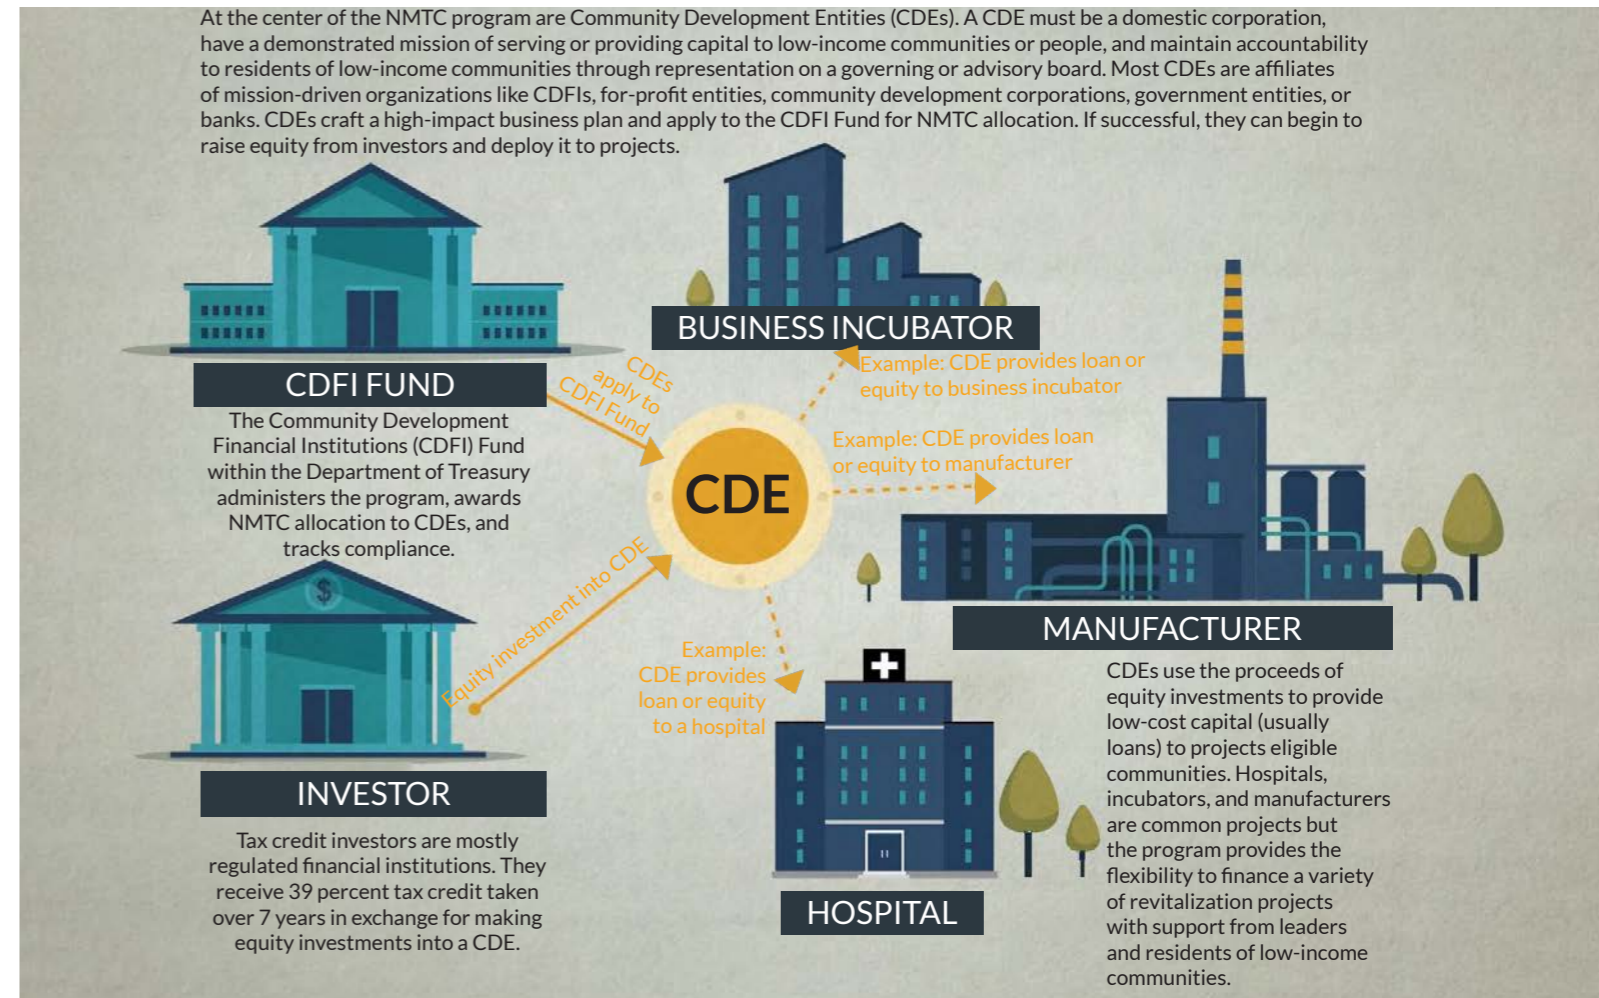 At the center of the NMTC program are Community Development Entities (CDEs). A CDE must be a domestic corporation,
have a demonstrated mission of serving or providing capital to low-income communities or people, and maintain accountability
to residents of low-income communities through representation on a governing or advisory board. Most CDEs are affiliates
of mission-driven organizations like CDFIs, for-profit entities, community development corporations, government entities, or
banks. CDEs craft a high-impact business plan and apply to the CDFI Fund for NMTC allocation. If successful, they can begin to
raise equity from investors and deploy it to projects.
CDFI FUND
The Community Development
Financial Institutions (CDFI) Fund
within the Department of Treasury
administers the program, awards
NMTC allocation to CDEs, and
tracks compliance.
CDEs
apply to
CDFI Fund
BUSINESS INCUBATOR
Example: CDE provides loan or
equity to business incubator
Example: CDE provides loan
or equity to manufacturer
CDE
Equity investment into CDE
$
INVESTOR
Tax credit investors are mostly
regulated financial institutions. They
receive 39 percent tax credit taken
over 7 years in exchange for making
equity investments into a CDE.
Example:
CDE provides
loan or equity
to a hospital
HOSPITAL
MANUFACTURER
CDEs use the proceeds of
equity investments to provide
low-cost capital (usually
loans) to projects eligible
communities. Hospitals,
incubators, and manufacturers
are common projects but
the program provides the
flexibility to finance a variety
of revitalization projects
with support from leaders
and residents of low-income
communities.